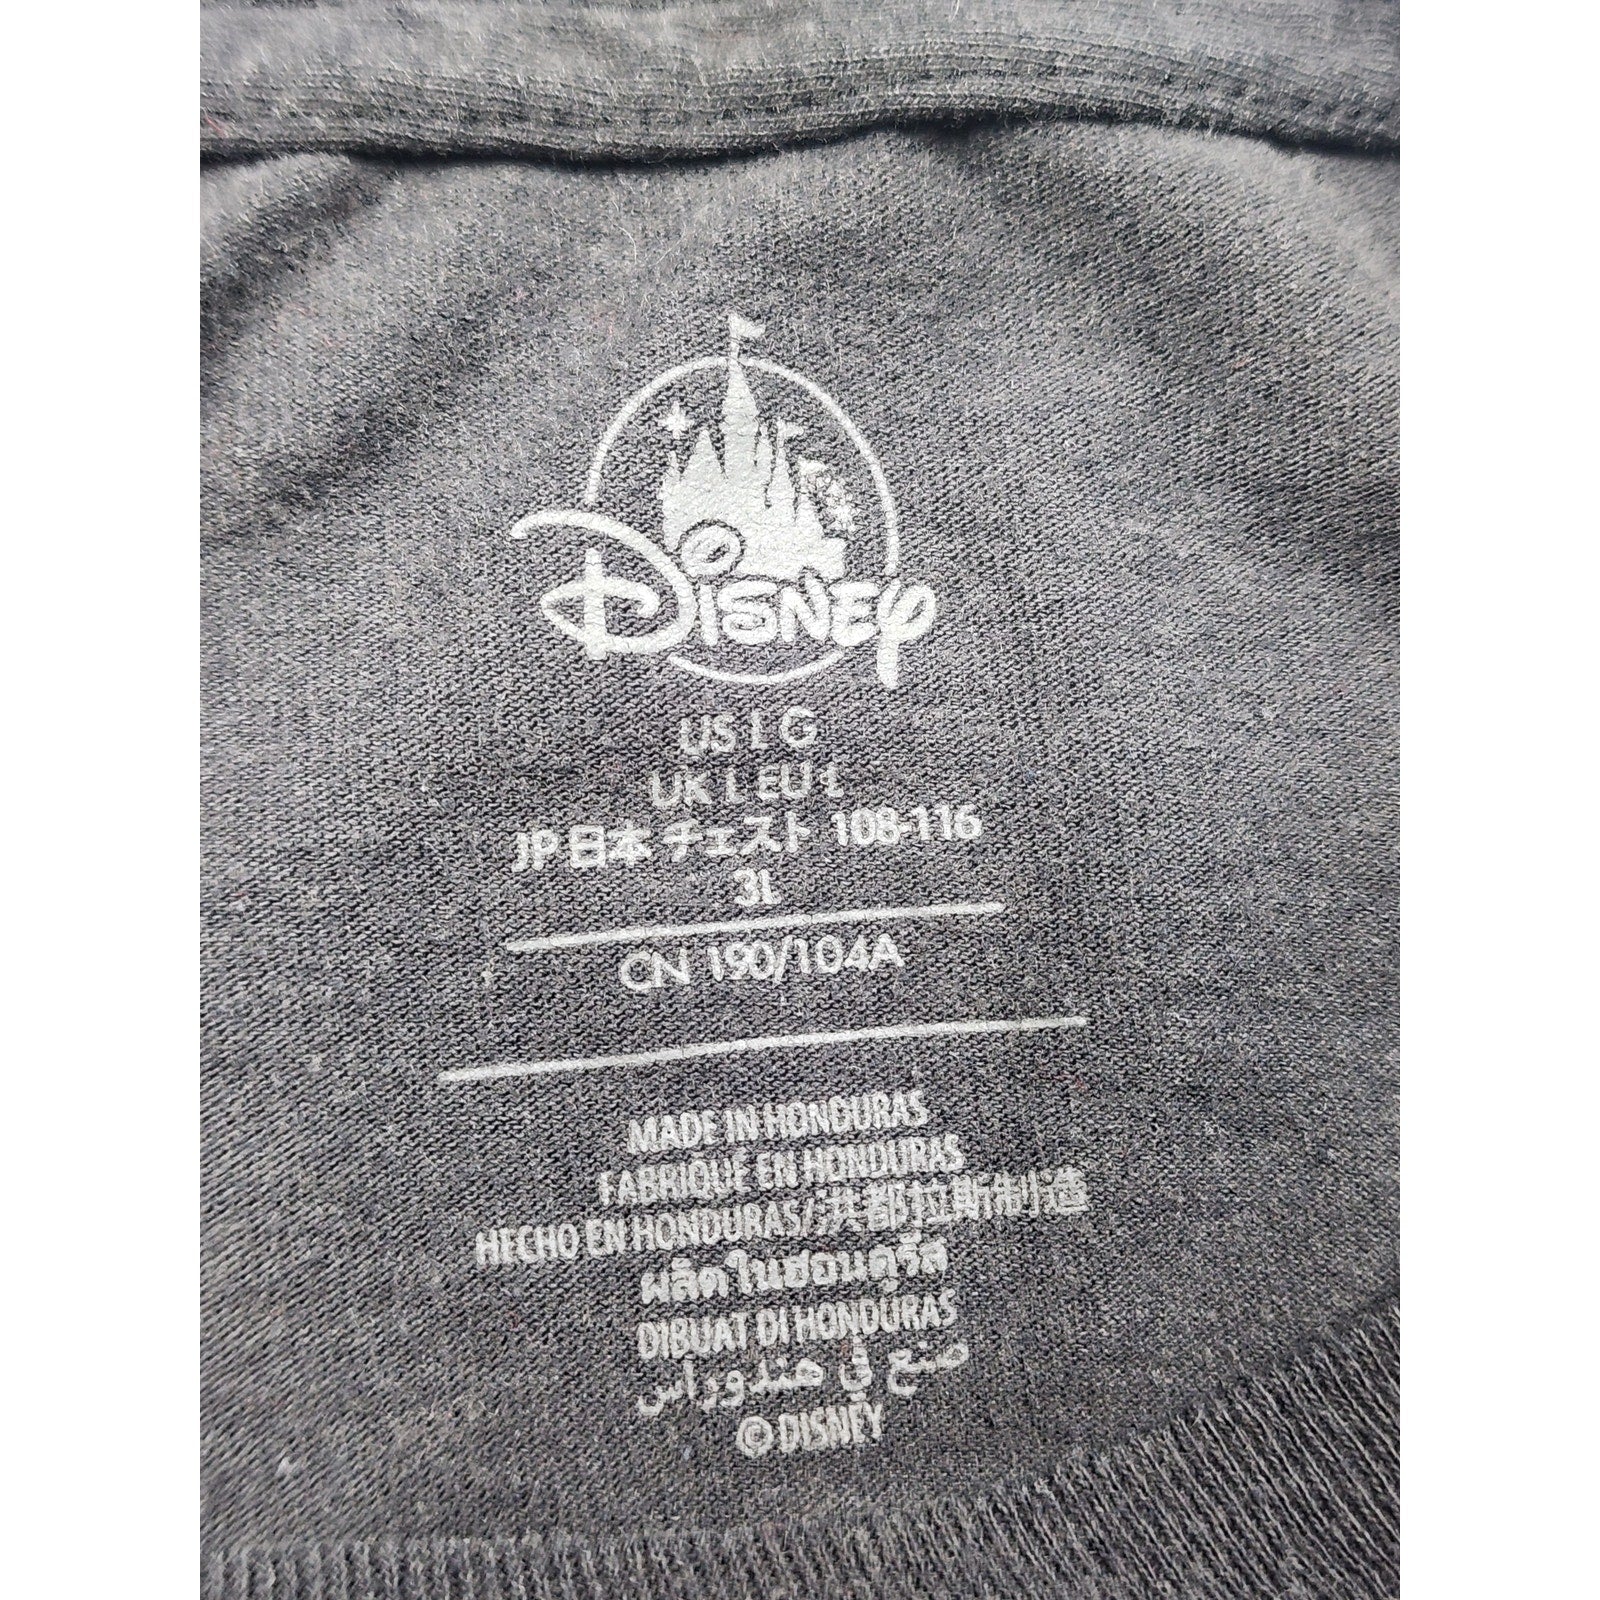 DISNEY
US L G
UK L EU L
JP 日本 チェスト 108-116
3L
CN 190/104A
MADE IN HONDURAS
FABRIQUE EN HONDURAS
HECHO EN HONDURAS/洪都拉斯制造
ผลิตในฮอนดูรัส
DIBUAT DI HONDURAS
صنع في هندوراس
© DISNEY